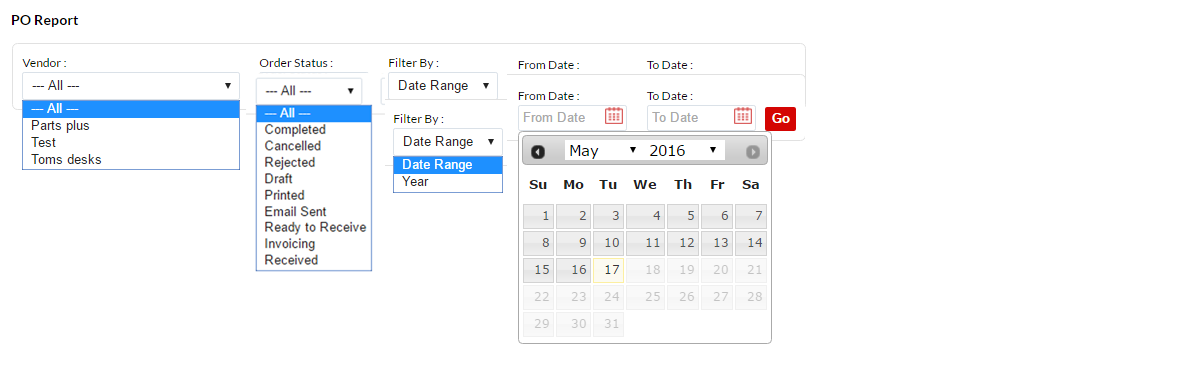 PO Report
Vendor :
--- All ---
--- All ---
Parts plus
Test
Toms desks
Order Status :
--- All ---
--- All ---
Completed
Cancelled
Rejected
Draft
Printed
Email Sent
Ready to Receive
Invoicing
Received
Filter By :
Date Range
Filter By :
Date Range
Date Range
Year
From Date : To Date :
From Date : To Date :
From Date To Date Go
May 2016
Su Mo Tu We Th Fr Sa
1 2 3 4 5 6 7
8 9 10 11 12 13 14
15 16 17 18 19 20 21
22 23 24 25 26 27 28
29 30 31